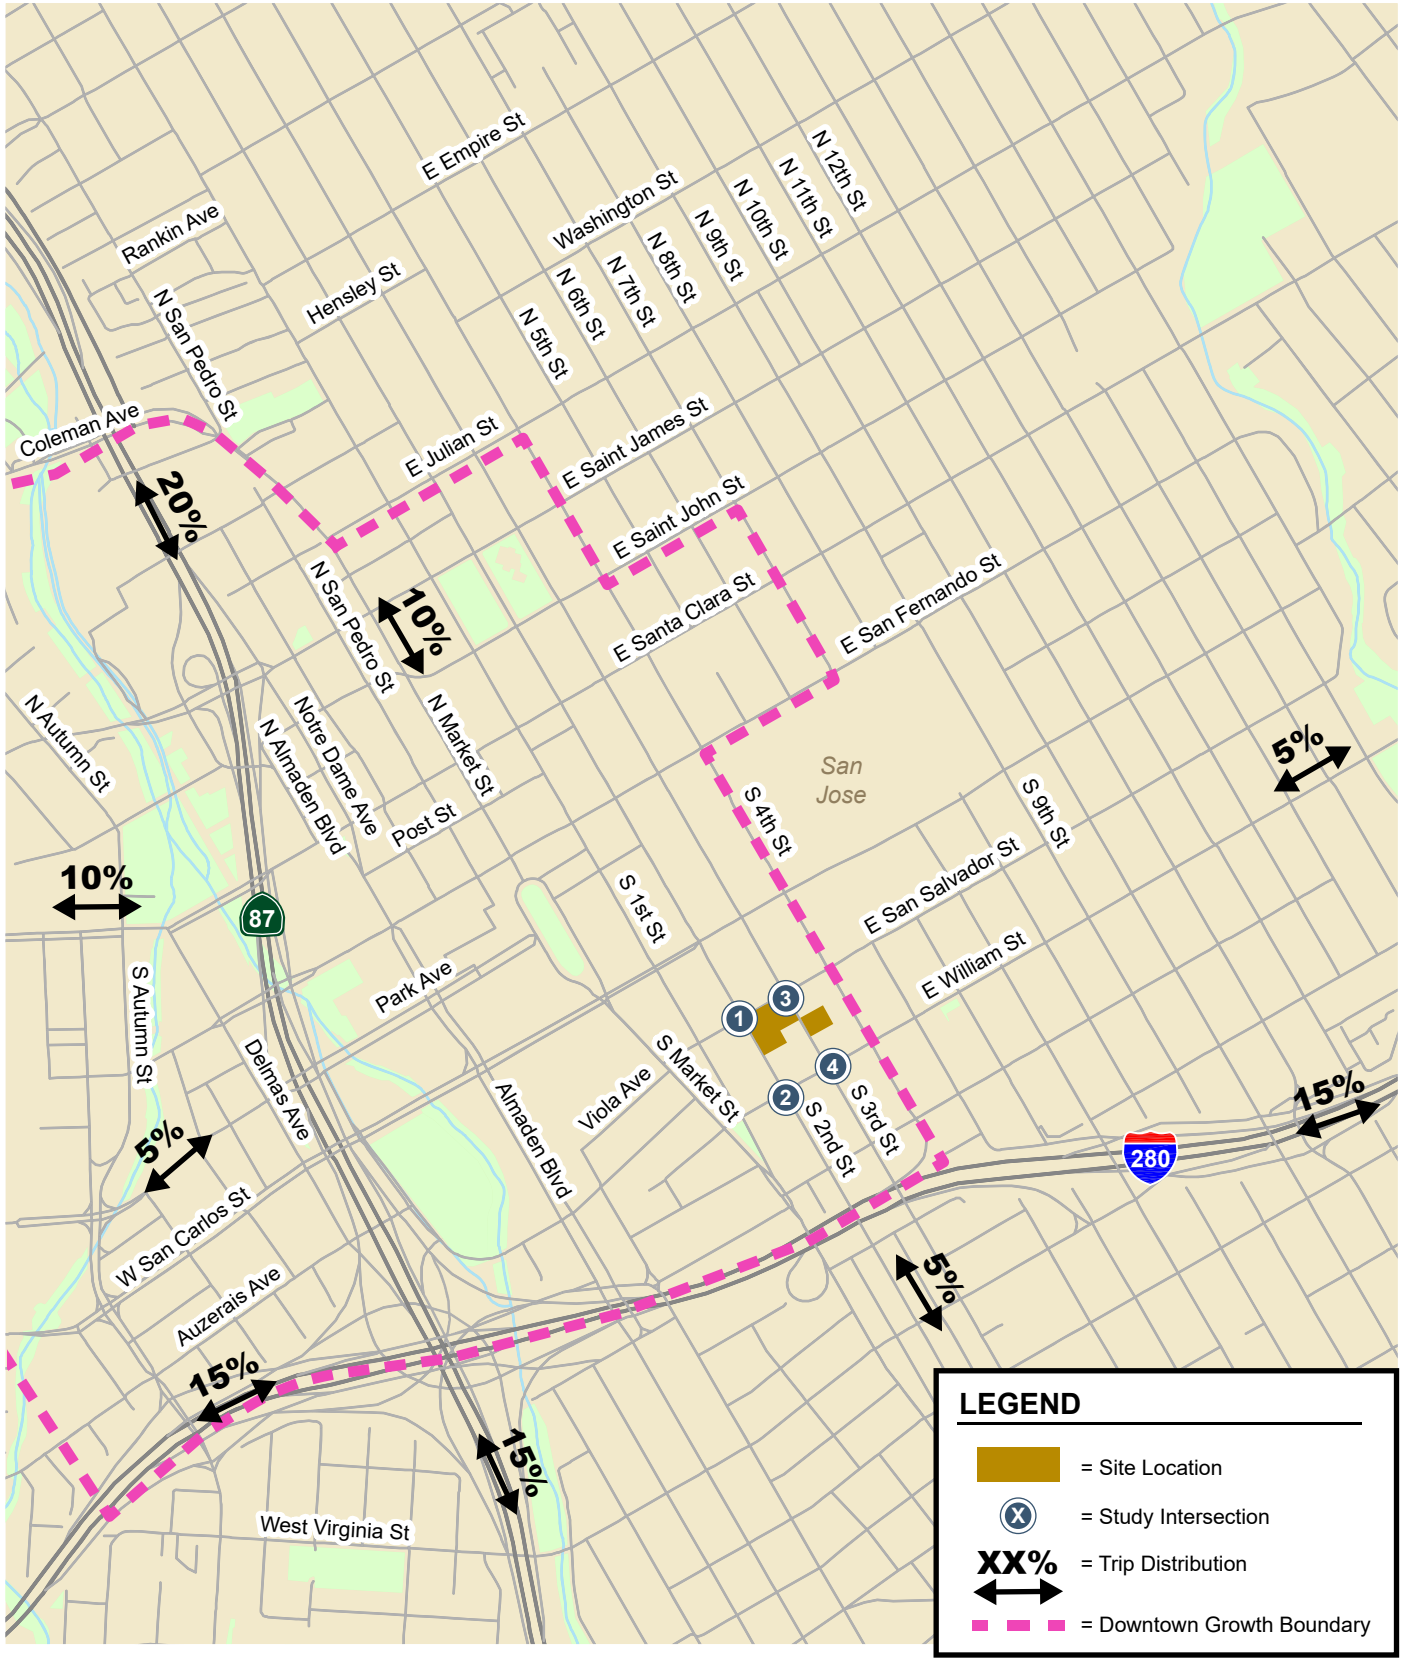 E Empire St
N 12th St
N 11th St
Washington St
N 10th St
N 9th St
Rankin Ave
N 8th St
N 7th St
N 6th St
Hensley St
N San Pedro St
N 5th St
Coleman Ave
E Julian St
E Saint James St
20%
E Saint John St
N San Pedro St
10%
E Santa Clara St
E San Fernando St
N Autumn St
N Almaden Blvd
Notre Dame Ave
N Market St
Post St
San
Jose
5%
S 4th St
S 9th St
10%
87
S 1st St
E San Salvador St
E William St
S Autumn St
Park Ave
1
3
Delmas Ave
S Market St
4
2
Viola Ave
Almaden Blvd
S 2nd St
S 3rd St
15%
280
5%
W San Carlos St
Auzerais Ave
5%
15%
15%
West Virginia St
LEGEND
= Site Location
X = Study Intersection
XX% = Trip Distribution
= Downtown Growth Boundary